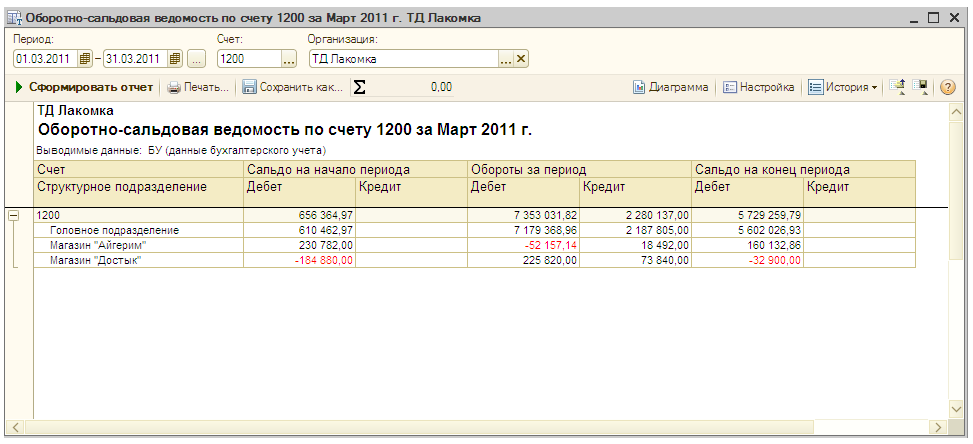 Оборотно-сальдовая ведомость по счету 1200 за Март 2011 г. ТД Лакомка
Период: Счет: Организация:
01.03.2011 – 31.03.2011 ... 1200 ... ТД Лакомка ... ×
Сформировать отчет Печать... Сохранить как... Σ 0,00 Диаграмма Настройка История ?
ТД Лакомка
Оборотно-сальдовая ведомость по счету 1200 за Март 2011 г.
Выводимые данные: БУ (данные бухгалтерского учета)
Счет Сальдо на начало периода Обороты за период Сальдо на конец периода
Структурное подразделение Дебет Кредит Дебет Кредит Дебет Кредит
1200 656 364,97 7 353 031,82 2 280 137,00 5 729 259,79
Головное подразделение 610 462,97 7 179 368,96 2 187 805,00 5 602 026,93
Магазин "Айгерим" 230 782,00 -52 157,14 18 492,00 160 132,86
Магазин "Достык" -184 880,00 225 820,00 73 840,00 -32 900,00